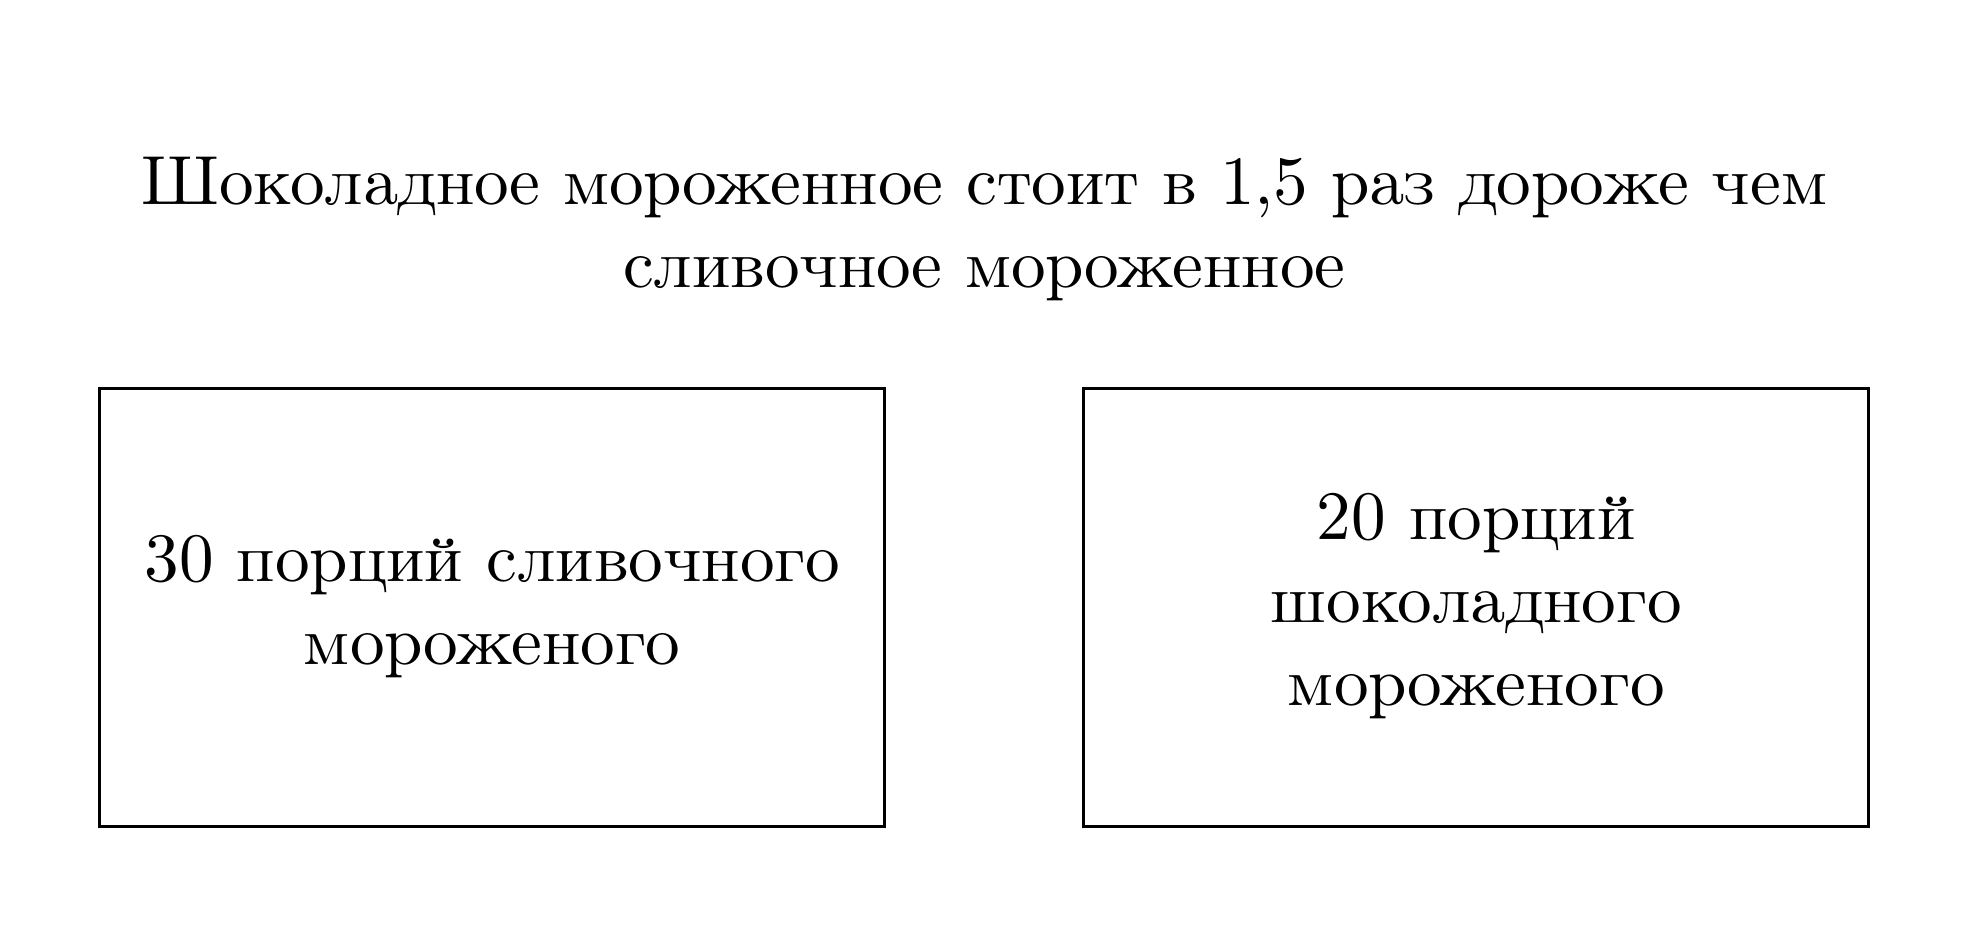 Шоколадное мороженное стоит в 1,5 раз дороже чем
сливочное мороженное
30 порций сливочного
мороженого
20 порций
шоколадного
мороженого